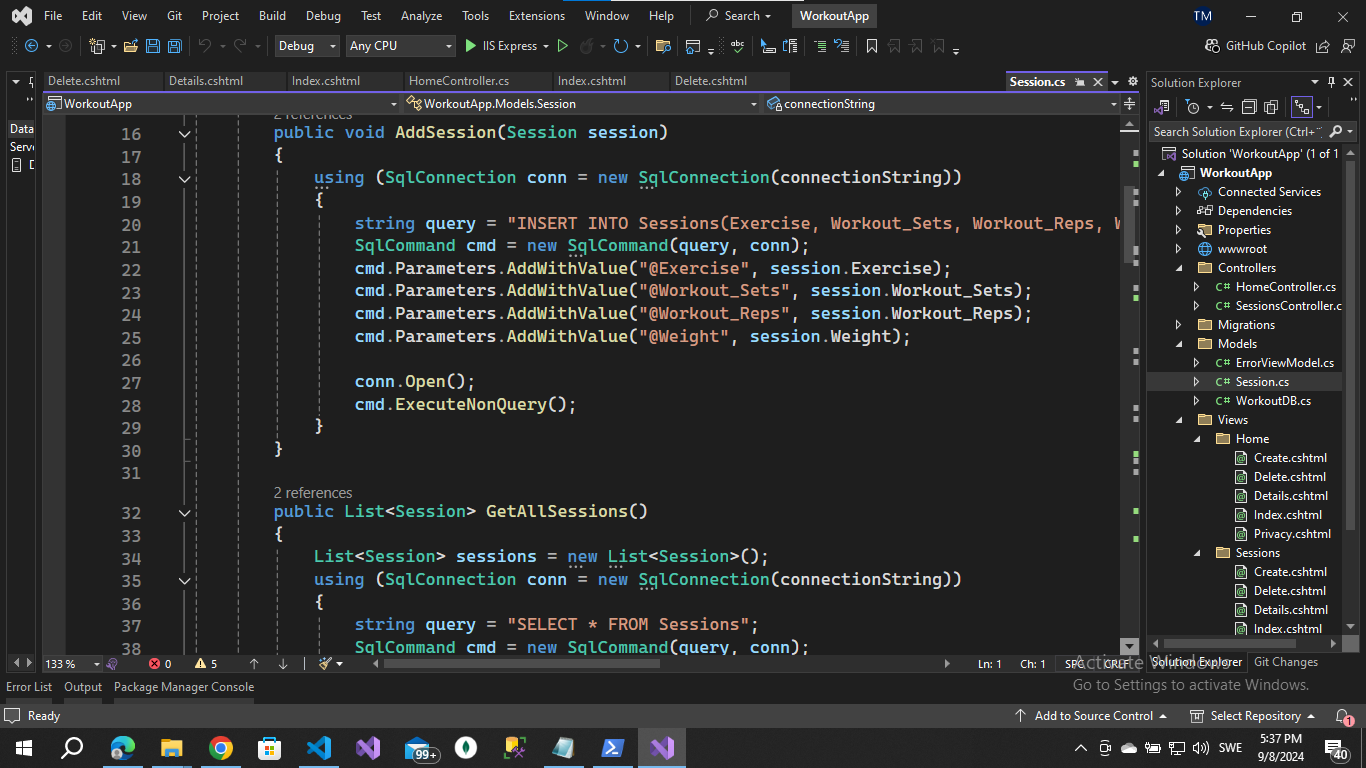 File Edit View Git Project Build Debug Test Analyze Tools Extensions Window Help Search WorkoutApp TM
Debug Any CPU IIS Express GitHub Copilot
Delete.cshtml Details.cshtml Index.cshtml HomeController.cs Index.cshtml Delete.cshtml Session.cs
WorkoutApp WorkoutApp.Models.Session connectionString
2 references
16 public void AddSession(Session session)
17 {
18 using (SqlConnection conn = new SqlConnection(connectionString))
19 {
20 string query = "INSERT INTO Sessions(Exercise, Workout_Sets, Workout_Reps, W
21 SqlCommand cmd = new SqlCommand(query, conn);
22 cmd.Parameters.AddWithValue("@Exercise", session.Exercise);
23 cmd.Parameters.AddWithValue("@Workout_Sets", session.Workout_Sets);
24 cmd.Parameters.AddWithValue("@Workout_Reps", session.Workout_Reps);
25 cmd.Parameters.AddWithValue("@Weight", session.Weight);
26
27 conn.Open();
28 cmd.ExecuteNonQuery();
29 }
30 }
31
2 references
32 public List<Session> GetAllSessions()
33 {
34 List<Session> sessions = new List<Session>();
35 using (SqlConnection conn = new SqlConnection(connectionString))
36 {
37 string query = "SELECT * FROM Sessions";
38 SqlCommand cmd = new SqlCommand(query, conn);
Data
Serv
Solution Explorer
Search Solution Explorer (Ctrl+
Solution 'WorkoutApp' (1 of 1
WorkoutApp
Connected Services
Dependencies
Properties
wwwroot
Controllers
C# HomeController.cs
C# SessionsController.c
Migrations
Models
C# ErrorViewModel.cs
C# Session.cs
C# WorkoutDB.cs
Views
Home
Create.cshtml
Delete.cshtml
Details.cshtml
Index.cshtml
Privacy.cshtml
Sessions
Create.cshtml
Delete.cshtml
Details.cshtml
Index.cshtml
133 % 0 5 Ln: 1 Ch: 1 SPC CRLF
Solution Explorer Git Changes
Activate Windows
Go to Settings to activate Windows.
Error List Output Package Manager Console
Ready Add to Source Control Select Repository 1
99+ SWE 5:37 PM
9/8/2024 40